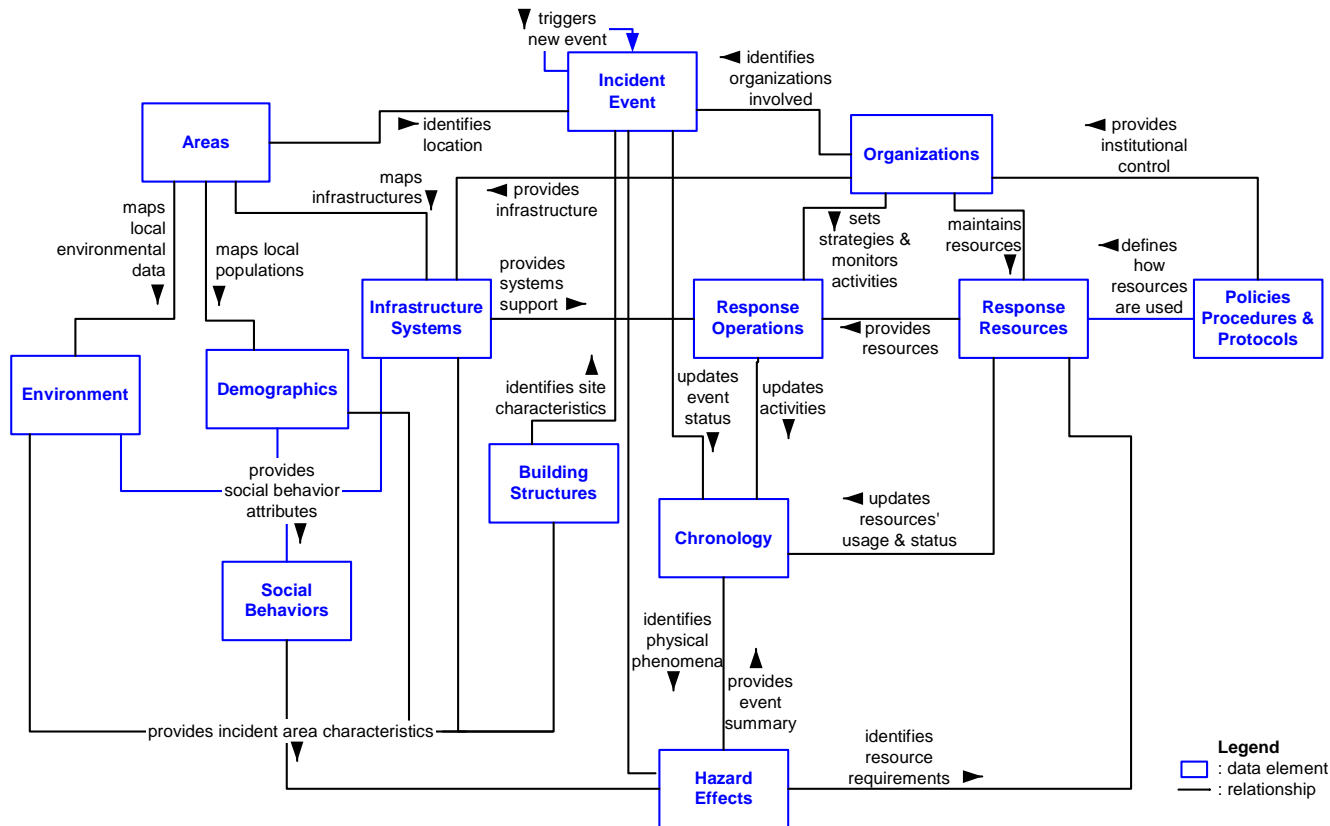 triggers
new event
Incident
Event
identifies
organizations
involved
Areas
identifies
location
Organizations
provides
institutional
control
maps
infrastructures
provides
infrastructure
sets
strategies &
monitors
activities
maintains
resources
maps
local
environmental
data
maps local
populations
provides
systems
support
defines
how
resources
are used
Infrastructure
Systems
Response
Operations
provides
resources
Response
Resources
Policies
Procedures &
Protocols
Environment
Demographics
identifies site
characteristics
updates
event
status
updates
activities
provides
social behavior
attributes
Building
Structures
Chronology
updates
resources'
usage & status
Social
Behaviors
identifies
physical
phenomena
provides
event
summary
provides incident area characteristics
identifies
resource
requirements
Hazard
Effects
Legend
: data element
: relationship